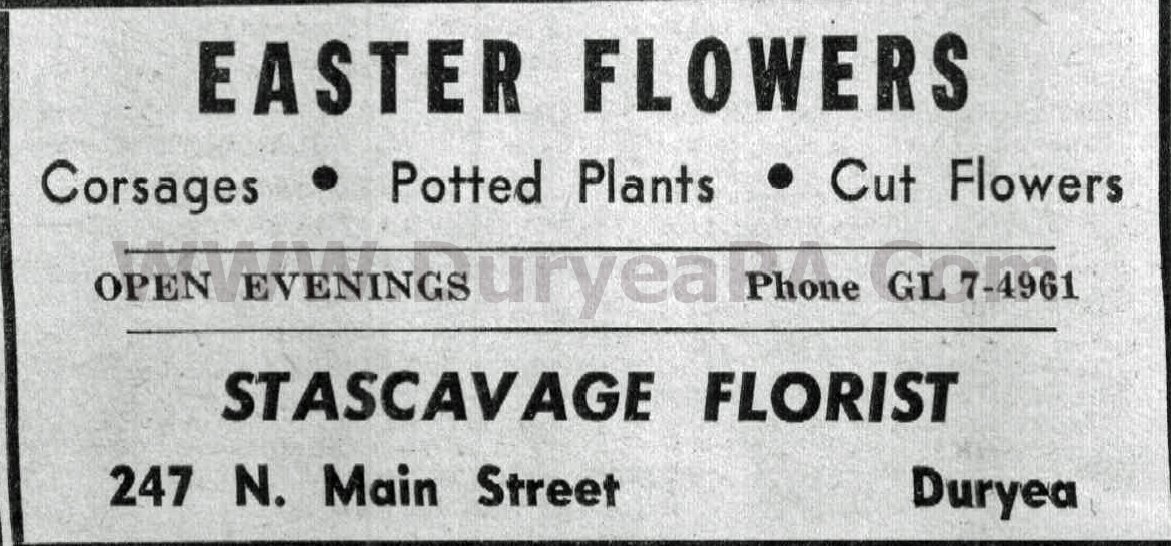 EASTER FLOWERS
Corsages • Potted Plants • Cut Flowers
WWW.DuryeaPA.Com
OPEN EVENINGS Phone GL 7-4961
STASCAVAGE FLORIST
247 N. Main Street Duryea